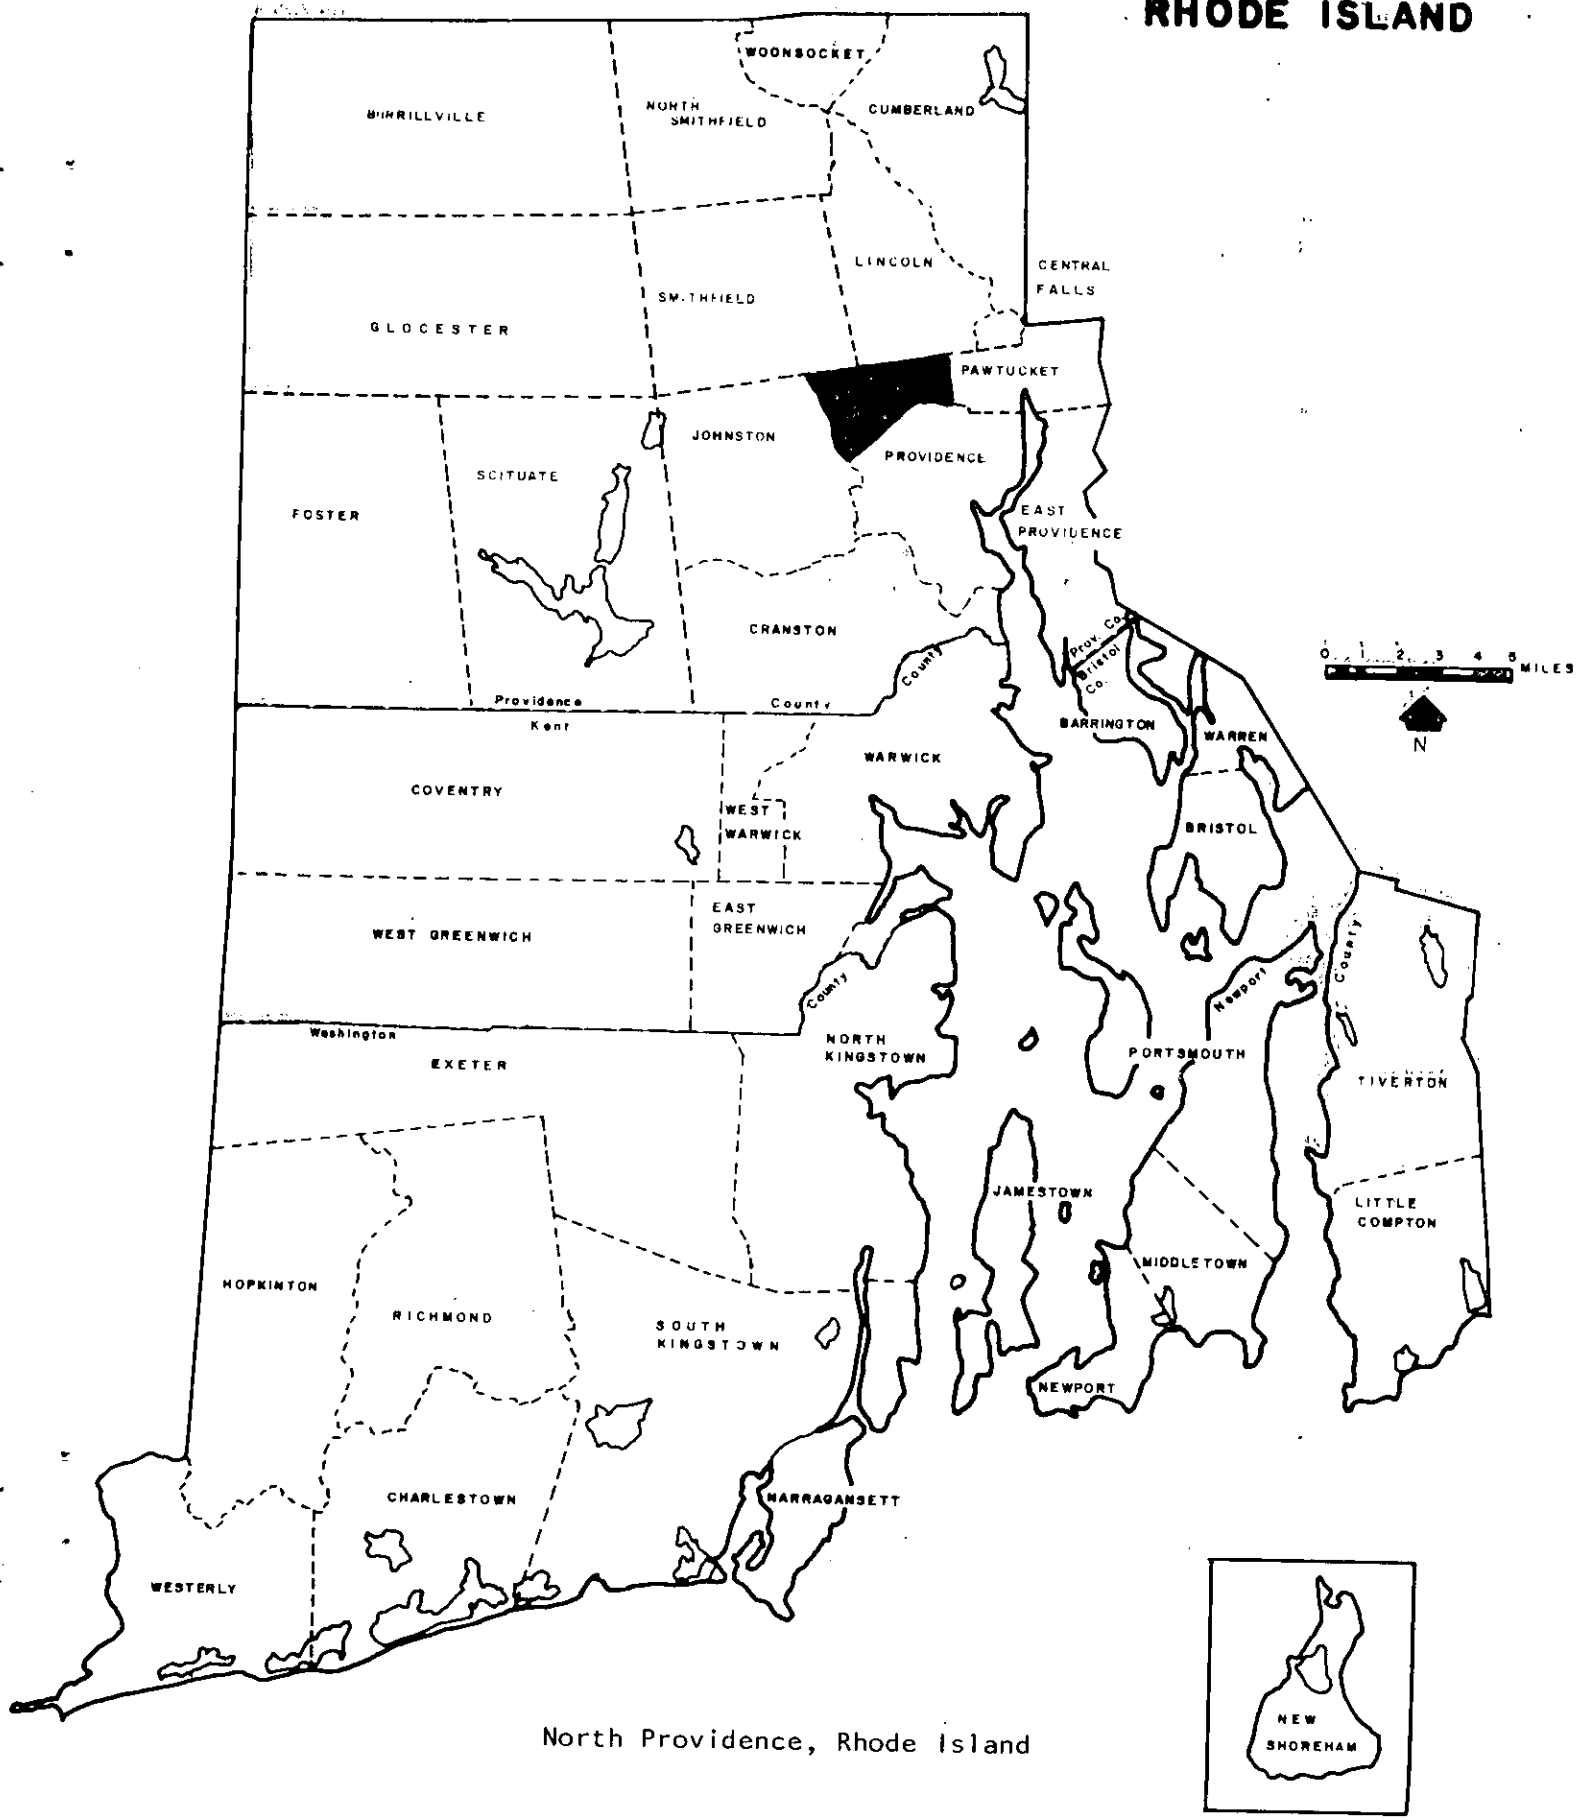 RHODE ISLAND
WOONSOCKET
BURRILLVILLE
NORTH
SMITHFIELD
CUMBERLAND
LINCOLN
CENTRAL
FALLS
SMITHFIELD
GLOCESTER
PAWTUCKET
JOHNSTON
PROVIDENCE
SCITUATE
FOSTER
EAST
PROVIDENCE
CRANSTON
County
Prov. Co.
Bristol
Co.
0 1 2 3 4 5 MILES
N
Providence County
Kent
BARRINGTON
WARREN
WARWICK
COVENTRY
WEST
WARWICK
BRISTOL
EAST
GREENWICH
WEST GREENWICH
County
Newport
County
Washington
NORTH
KINGSTOWN
EXETER
PORTSMOUTH
TIVERTON
JAMESTOWN
LITTLE
COMPTON
MIDDLETOWN
HOPKINTON
RICHMOND
SOUTH
KINGSTOWN
NEWPORT
CHARLESTOWN
NARRAGANSETT
WESTERLY
NEW
SHOREHAM
North Providence, Rhode Island